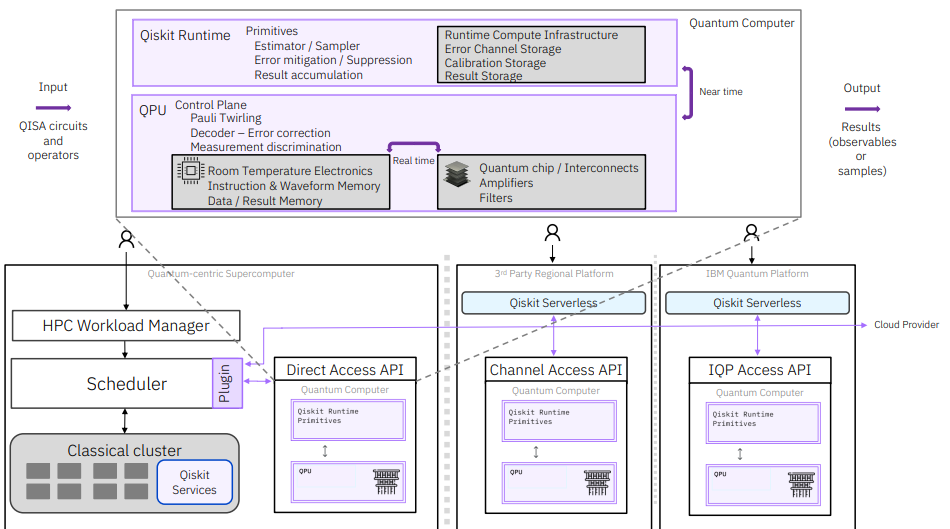 Quantum Computer
Qiskit Runtime
Primitives
Estimator / Sampler
Error mitigation / Suppression
Result accumulation
Runtime Compute Infrastructure
Error Channel Storage
Calibration Storage
Result Storage
Near time
Input
QISA circuits
and
operators
QPU
Control Plane
Pauli Twirling
Decoder – Error correction
Measurement discrimination
Real time
Room Temperature Electronics
Instruction & Waveform Memory
Data / Result Memory
Quantum chip / Interconnects
Amplifiers
Filters
Output
Results
(observables
or
samples)
Quantum-centric Supercomputer
HPC Workload Manager
Scheduler
Plugin
Classical cluster
Qiskit
Services
Direct Access API
Quantum Computer
Qiskit Runtime
Primitives
QPU
3rd Party Regional Platform
Qiskit Serverless
Channel Access API
Quantum Computer
Qiskit Runtime
Primitives
QPU
IBM Quantum Platform
Qiskit Serverless
Cloud Provider
IQP Access API
Quantum Computer
Qiskit Runtime
Primitives
QPU